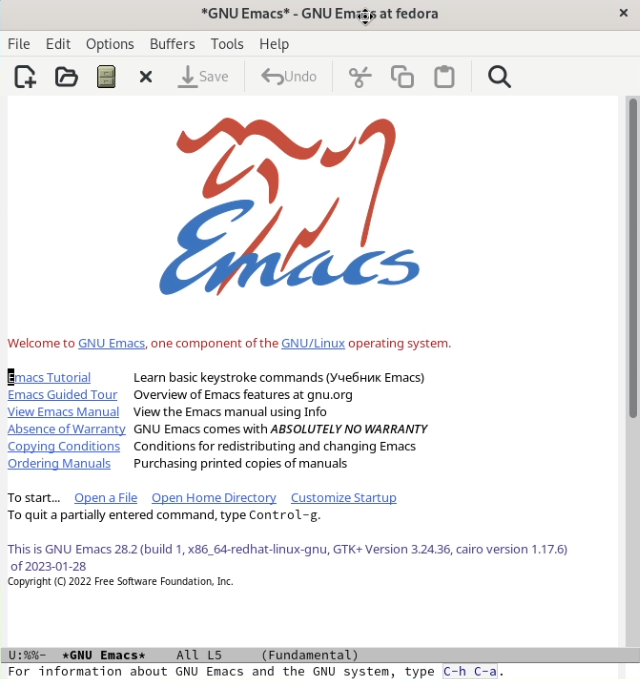 *GNU Emacs* - GNU Emacs at fedora
File Edit Options Buffers Tools Help
Save Undo
Emacs
Welcome to GNU Emacs, one component of the GNU/Linux operating system.
Emacs Tutorial Learn basic keystroke commands (Учебник Emacs)
Emacs Guided Tour Overview of Emacs features at gnu.org
View Emacs Manual View the Emacs manual using Info
Absence of Warranty GNU Emacs comes with ABSOLUTELY NO WARRANTY
Copying Conditions Conditions for redistributing and changing Emacs
Ordering Manuals Purchasing printed copies of manuals
To start... Open a File Open Home Directory Customize Startup
To quit a partially entered command, type Control-g.
This is GNU Emacs 28.2 (build 1, x86_64-redhat-linux-gnu, GTK+ Version 3.24.36, cairo version 1.17.6)
of 2023-01-28
Copyright (C) 2022 Free Software Foundation, Inc.
U:%%- *GNU Emacs* All L5 (Fundamental)
For information about GNU Emacs and the GNU system, type C-h C-a.